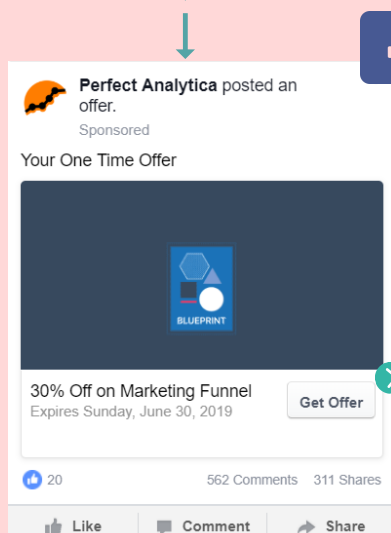 Perfect Analytica posted an
offer.
Sponsored
Your One Time Offer
BLUEPRINT
30% Off on Marketing Funnel
Expires Sunday, June 30, 2019
Get Offer
20
562 Comments 311 Shares
Like Comment Share